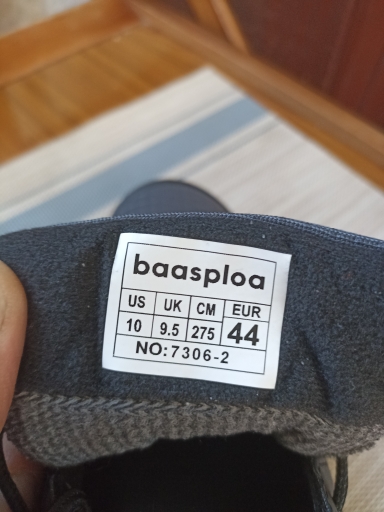 baasploa
US UK CM EUR
10 9.5 275 44
NO:7306-2